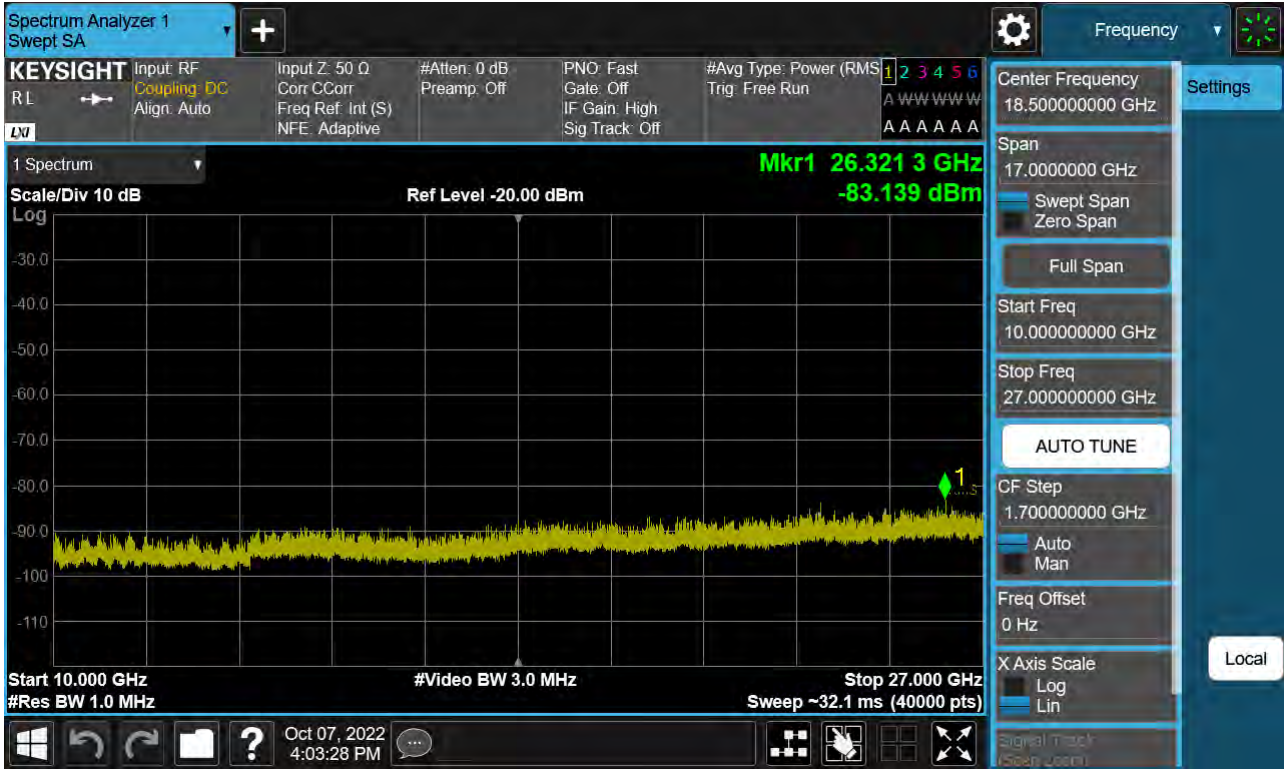 Spectrum Analyzer 1
Swept SA
Frequency
KEYSIGHT
RL
LXI
Input: RF
Coupling: DC
Align: Auto
Input Z: 50 Ω
Corr CCorr
Freq Ref: Int (S)
NFE: Adaptive
#Atten: 0 dB
Preamp: Off
PNO: Fast
Gate: Off
IF Gain: High
Sig Track: Off
#Avg Type: Power (RMS
Trig: Free Run
1 2 3 4 5 6
A W W W W W
A A A A A A
1 Spectrum
Scale/Div 10 dB
Log
Ref Level -20.00 dBm
Mkr1 26.321 3 GHz
-83.139 dBm
-30.0
-40.0
-50.0
-60.0
-70.0
-80.0
-90.0
-100
-110
1
Start 10.000 GHz
#Res BW 1.0 MHz
#Video BW 3.0 MHz
Stop 27.000 GHz
Sweep ~32.1 ms (40000 pts)
Center Frequency
18.500000000 GHz
Span
17.0000000 GHz
Swept Span
Zero Span
Full Span
Start Freq
10.000000000 GHz
Stop Freq
27.000000000 GHz
AUTO TUNE
CF Step
1.700000000 GHz
Auto
Man
Freq Offset
0 Hz
X Axis Scale
Log
Lin
Signal Track
(Span Zoom)
Settings
Local
?
Oct 07, 2022
4:03:28 PM